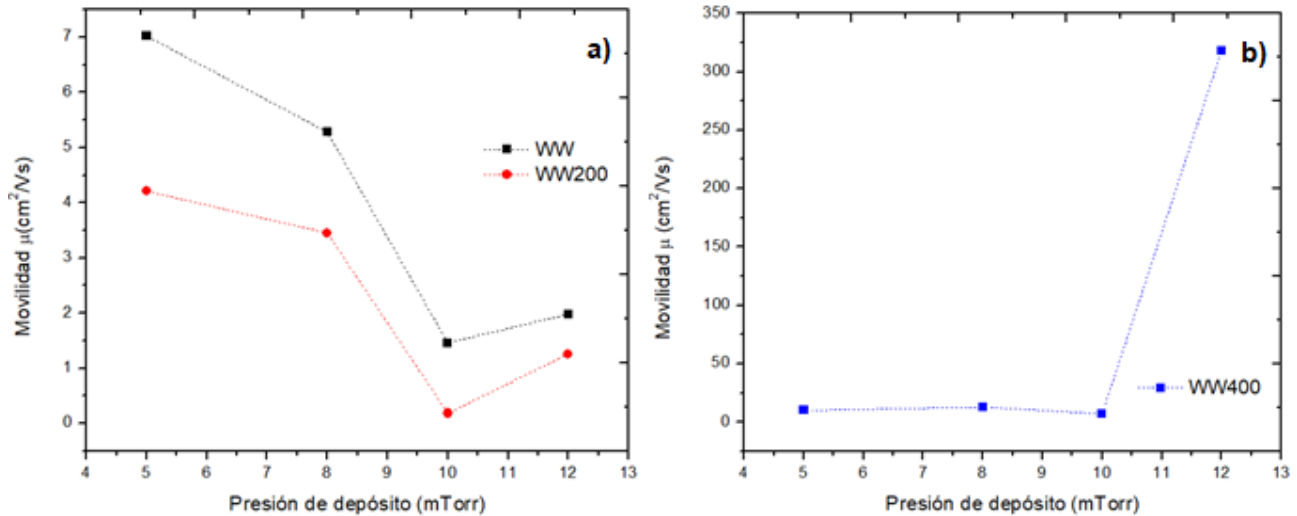 a)
7
6
5
4
3
2
1
0
Movilidad μ(cm²/Vs)
WW
WW200
4 5 6 7 8 9 10 11 12 13
Presión de depósito (mTorr)
b)
350
300
250
200
150
100
50
0
Movilidad μ (cm²/Vs)
WW400
4 5 6 7 8 9 10 11 12 13
Presión de depósito (mTorr)